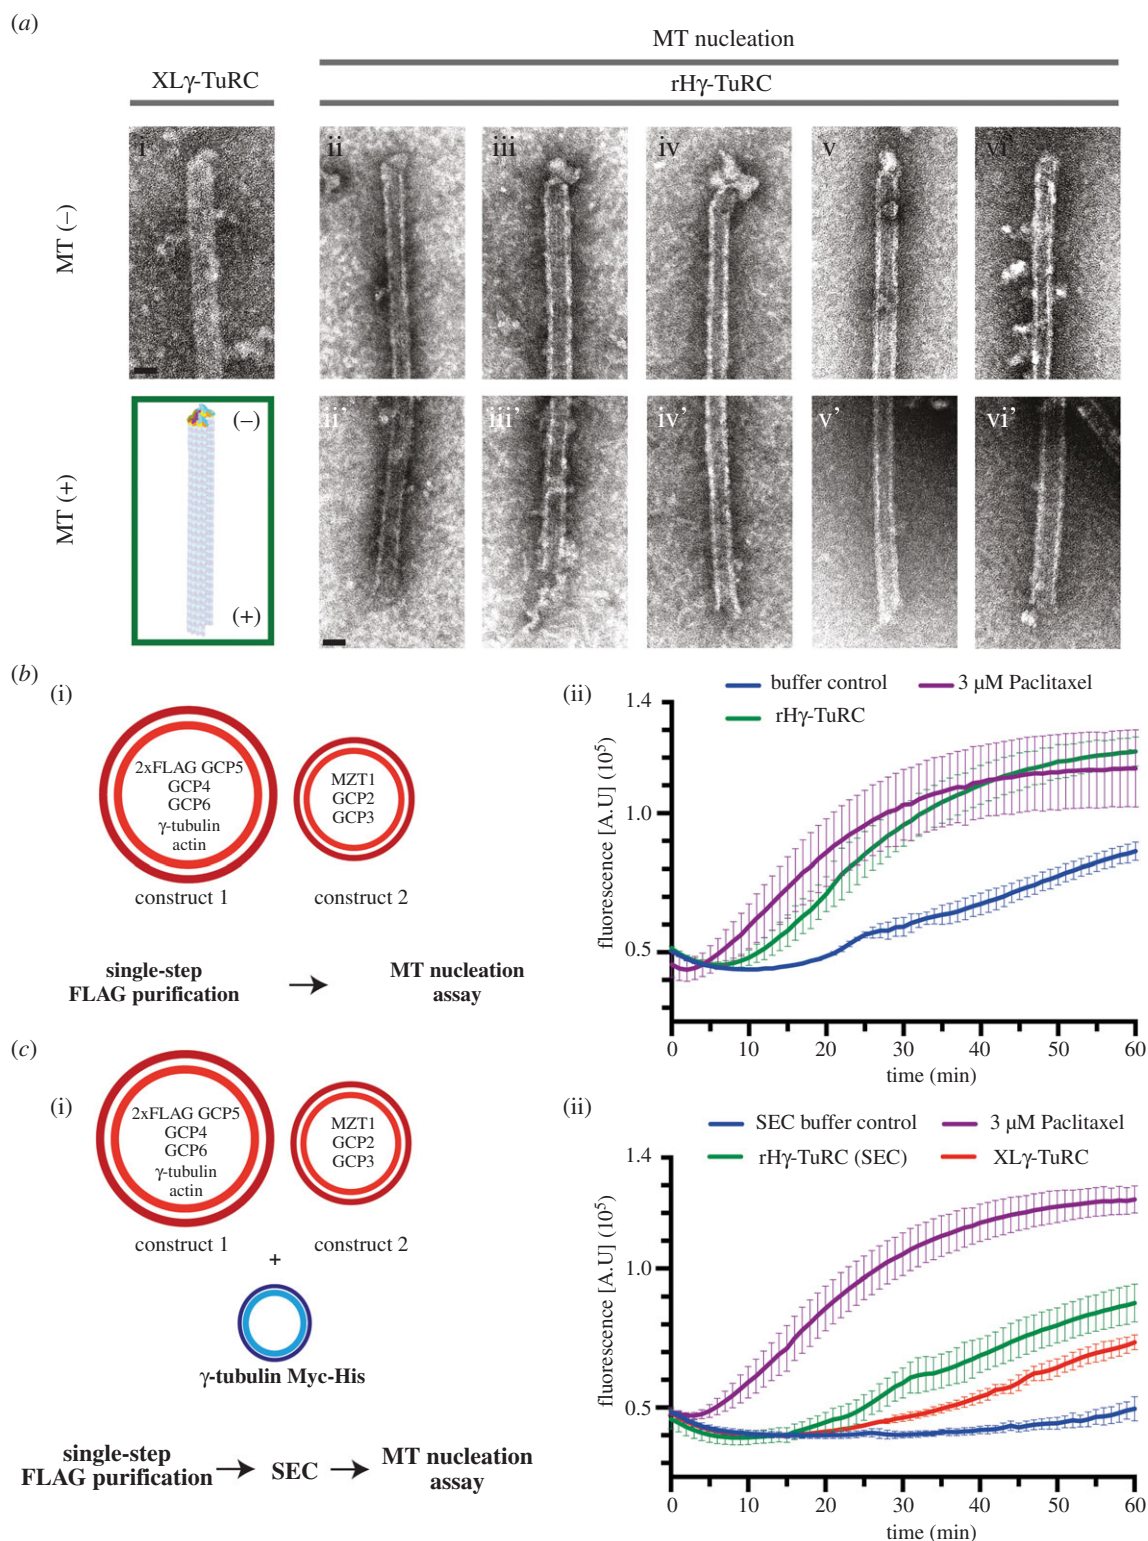 (a)
MT nucleation
XLγ-TuRC
rHγ-TuRC
MT (–)
i
ii
iii
iv
v
vi
MT (+)
(–)
(+)
ii'
iii'
iv'
v'
vi'
(b)
(i)
2xFLAG GCP5
GCP4
GCP6
γ-tubulin
actin
construct 1
MZT1
GCP2
GCP3
construct 2
single-step
FLAG purification
MT nucleation
assay
(ii)
buffer control
3 μM Paclitaxel
rHγ-TuRC
fluorescence [A.U] (10⁵)
1.4
1.0
0.5
0
10
20
30
40
50
60
time (min)
(c)
(i)
2xFLAG GCP5
GCP4
GCP6
γ-tubulin
actin
construct 1
MZT1
GCP2
GCP3
construct 2
+
γ-tubulin Myc-His
single-step
FLAG purification
SEC
MT nucleation
assay
(ii)
SEC buffer control
3 μM Paclitaxel
rHγ-TuRC (SEC)
XLγ-TuRC
fluorescence [A.U] (10⁵)
1.4
1.0
0.5
0
10
20
30
40
50
60
time (min)